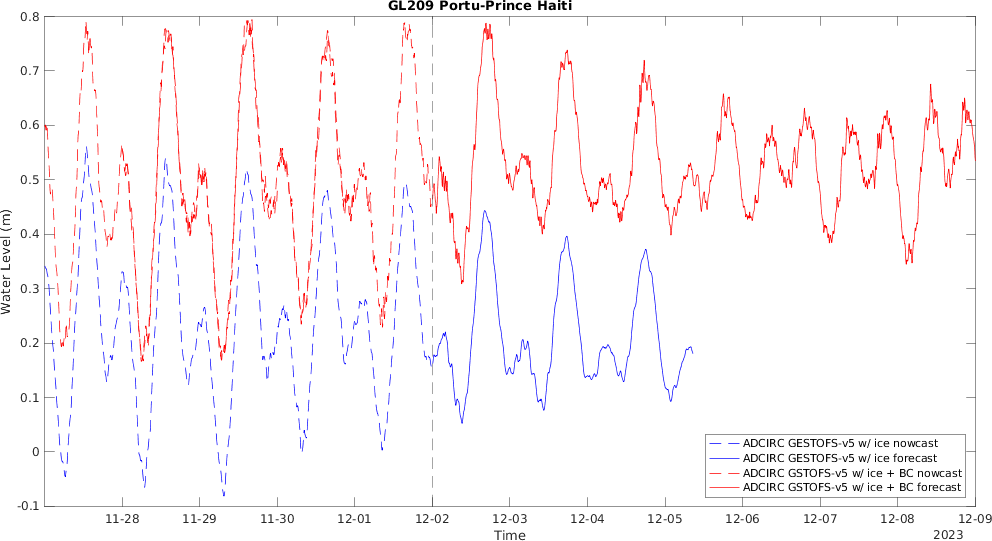 GL209 Portu-Prince Haiti
Water Level (m)
0.8
0.7
0.6
0.5
0.4
0.3
0.2
0.1
0
-0.1
11-28 11-29 11-30 12-01 12-02 12-03 12-04 12-05 12-06 12-07 12-08 12-09
Time
2023
ADCIRC GESTOFS-v5 w/ ice nowcast
ADCIRC GESTOFS-v5 w/ ice forecast
ADCIRC GSTOFS-v5 w/ ice + BC nowcast
ADCIRC GSTOFS-v5 w/ ice + BC forecast